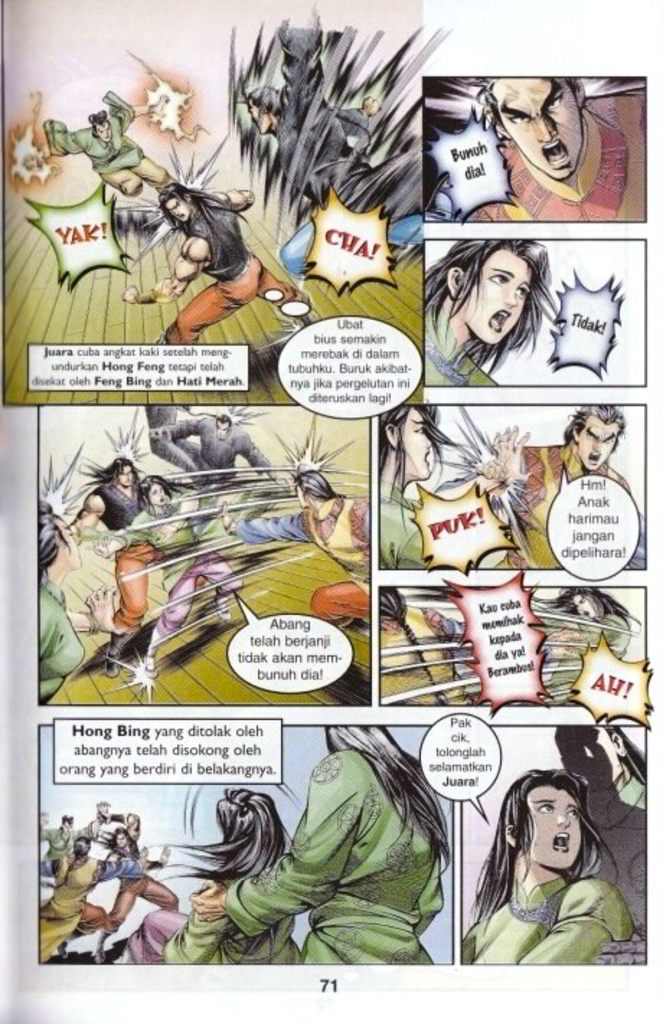 YAK!
CHA!
Juara cuba angkat kaki setelah meng-
undurkan Hong Feng tetapi telah
disekat oleh Feng Bing dan Hati Merah.
Ubat
bius semakin
merebak di dalam
tubuhku. Buruk akibat-
nya jika pergelutan ini
diteruskan lagi!
Bunuh
dia!
Tidak!
Abang
telah berjanji
tidak akan mem-
bunuh dia!
PUK!
Hm!
Anak
harimau
jangan
dipelihara!
Kau cuba
memihak
kepada
dia ya!
Berambus!
AH!
Hong Bing yang ditolak oleh
abangnya telah disokong oleh
orang yang berdiri di belakangnya.
Pak
cik,
tolonglah
selamatkan
Juara!
71